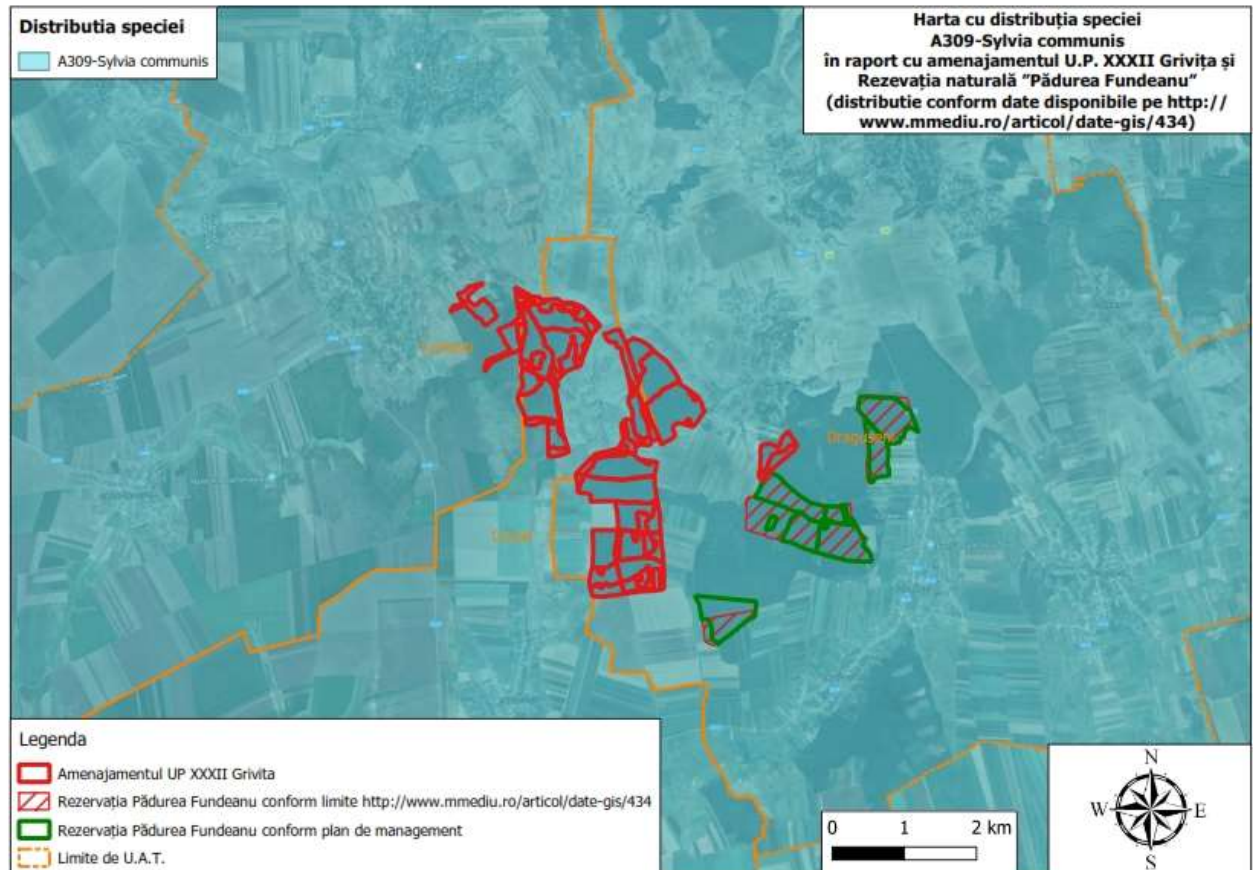 Distributia speciei
A309-Sylvia communis
Harta cu distribuția speciei
A309-Sylvia communis
în raport cu amenajamentul U.P. XXXII Grivița și
Rezevația naturală "Pădurea Fundeanu"
(distributie conform date disponibile pe http://
www.mmediu.ro/articol/date-gis/434)
Draguseni
Legenda
Amenajamentul UP XXXII Grivita
Rezervația Pădurea Fundeanu conform limite http://www.mmediu.ro/articol/date-gis/434
Rezervația Pădurea Fundeanu conform plan de management
Limite de U.A.T.
0 1 2 km
N
W E
S